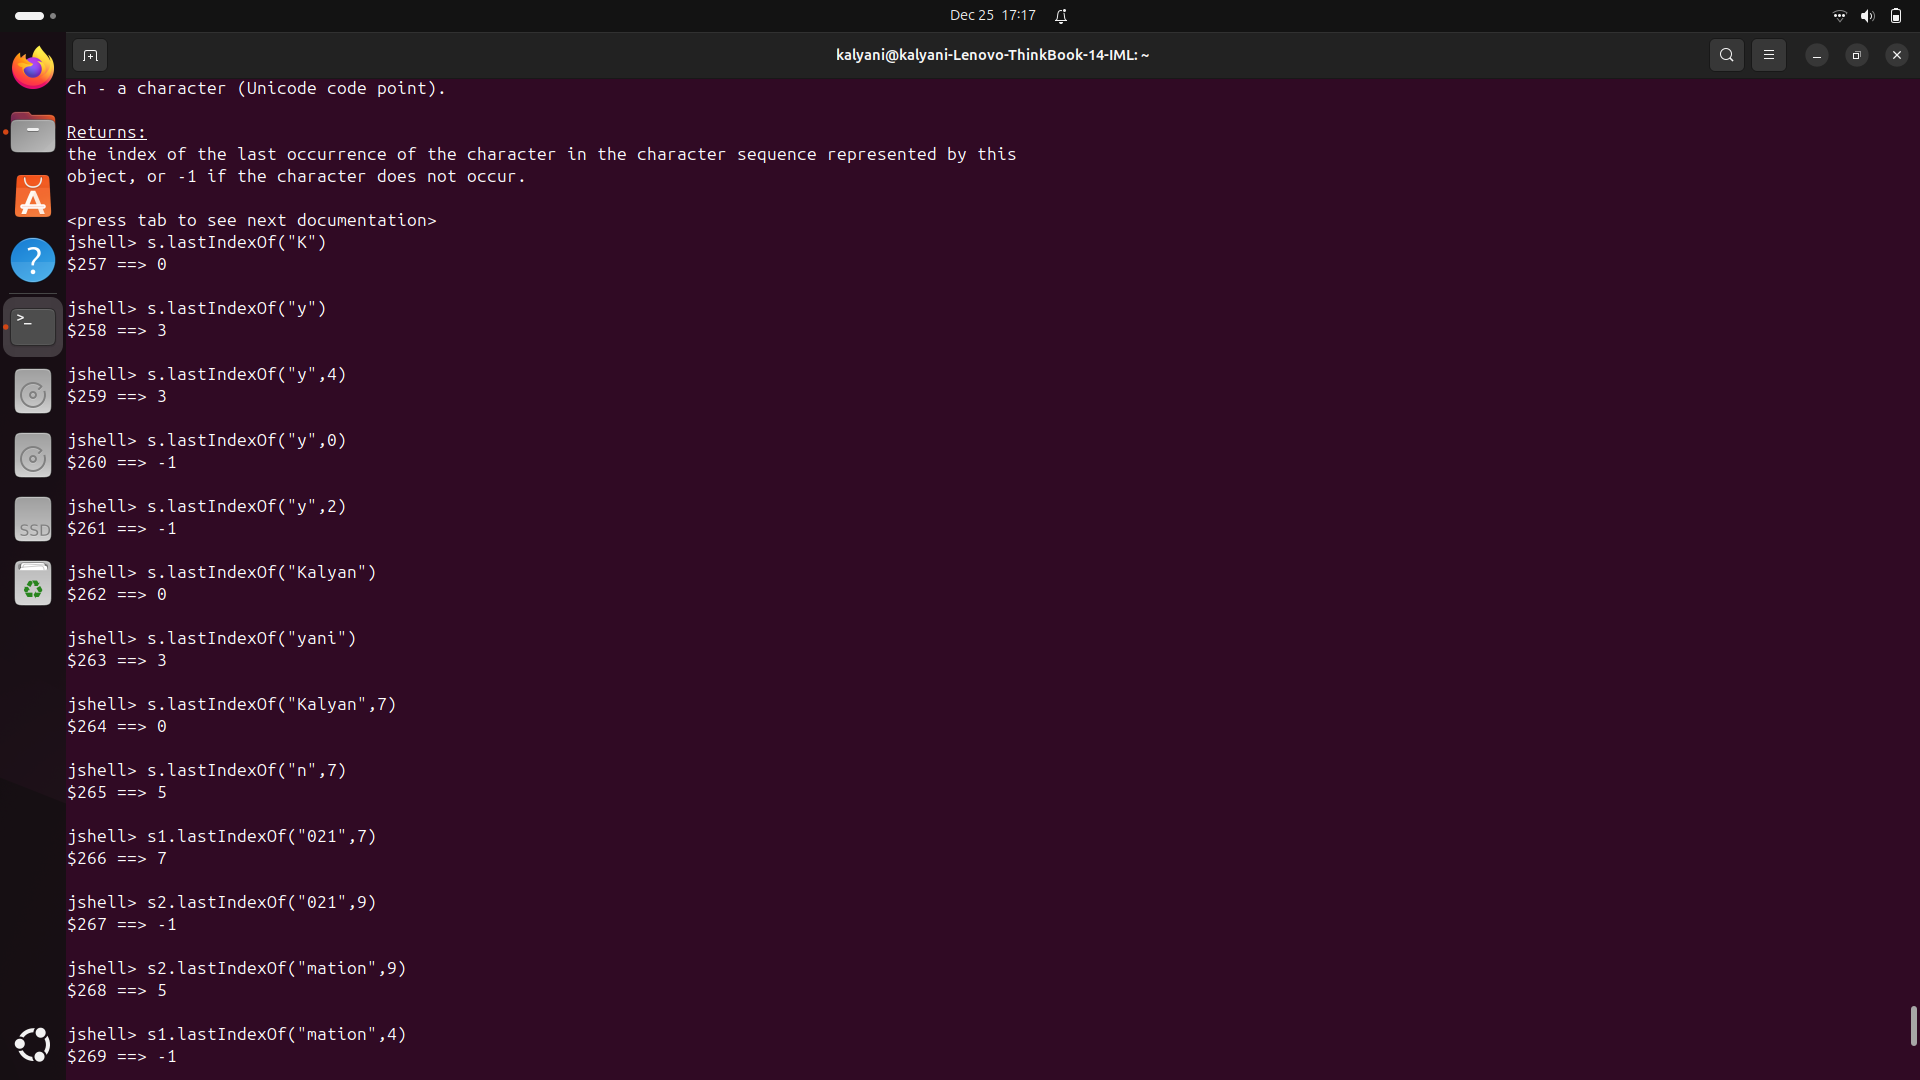 Dec 25 17:17
kalyani@kalyani-Lenovo-ThinkBook-14-IML: ~
ch - a character (Unicode code point).
Returns:
the index of the last occurrence of the character in the character sequence represented by this
object, or -1 if the character does not occur.
<press tab to see next documentation>
jshell> s.lastIndexOf("K")
$257 ==> 0
jshell> s.lastIndexOf("y")
$258 ==> 3
jshell> s.lastIndexOf("y",4)
$259 ==> 3
jshell> s.lastIndexOf("y",0)
$260 ==> -1
jshell> s.lastIndexOf("y",2)
$261 ==> -1
jshell> s.lastIndexOf("Kalyan")
$262 ==> 0
jshell> s.lastIndexOf("yani")
$263 ==> 3
jshell> s.lastIndexOf("Kalyan",7)
$264 ==> 0
jshell> s.lastIndexOf("n",7)
$265 ==> 5
jshell> s1.lastIndexOf("021",7)
$266 ==> 7
jshell> s2.lastIndexOf("021",9)
$267 ==> -1
jshell> s2.lastIndexOf("mation",9)
$268 ==> 5
jshell> s1.lastIndexOf("mation",4)
$269 ==> -1
?
>_
SSD